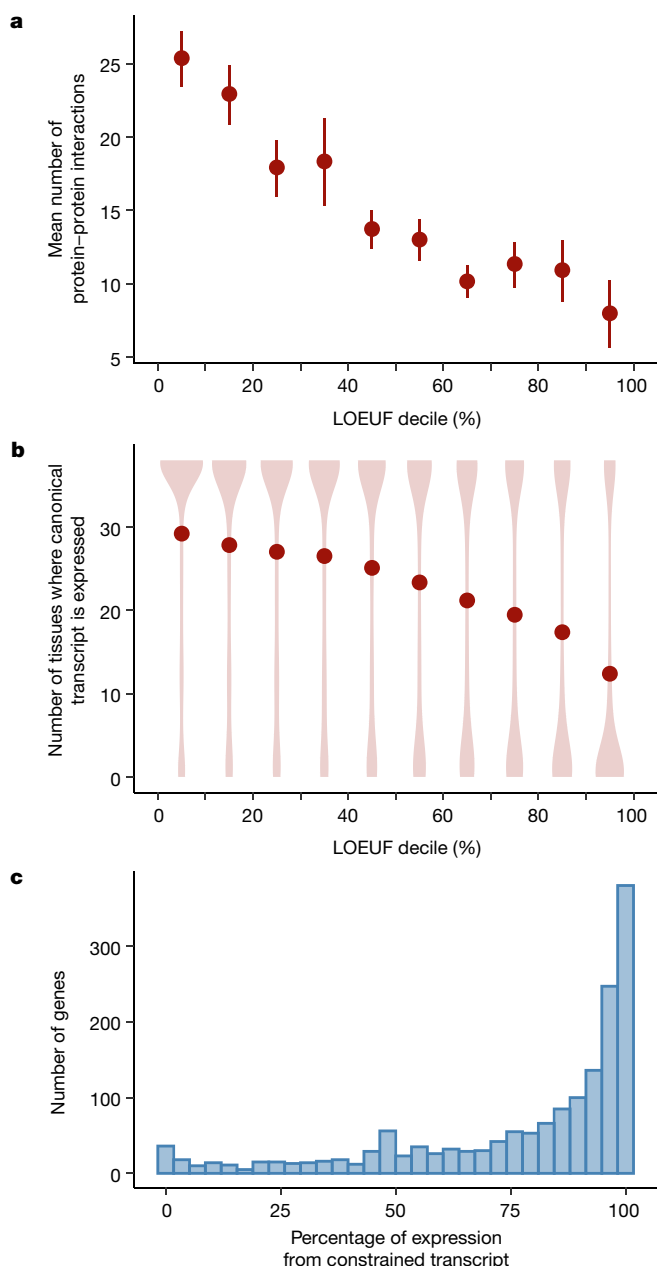 a
Mean number of
protein–protein interactions
25
20
15
10
5
0
20
40
60
80
100
LOEUF decile (%)
b
Number of tissues where canonical
transcript is expressed
30
20
10
0
0
20
40
60
80
100
LOEUF decile (%)
c
Number of genes
300
200
100
0
0
25
50
75
100
Percentage of expression
from constrained transcript